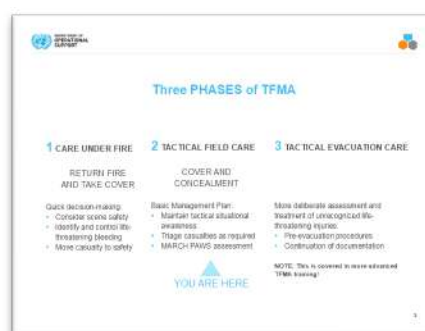 DEPARTMENT OF
OPERATIONAL
SUPPORT
Three PHASES of TFMA
1 CARE UNDER FIRE
RETURN FIRE
AND TAKE COVER
Quick decision-making:
• Consider scene safety
• Identify and control life-
threatening bleeding
• Move casualty to safety
2 TACTICAL FIELD CARE
COVER AND
CONCEALMENT
Basic Management Plan:
• Maintain tactical situational
awareness
• Triage casualties as required
• MARCH PAWS assessment
YOU ARE HERE
3 TACTICAL EVACUATION CARE
More deliberate assessment and
treatment of unrecognized life-
threatening injuries:
• Pre-evacuation procedures
• Continuation of documentation
NOTE: This is covered in more advanced
TFMA training!